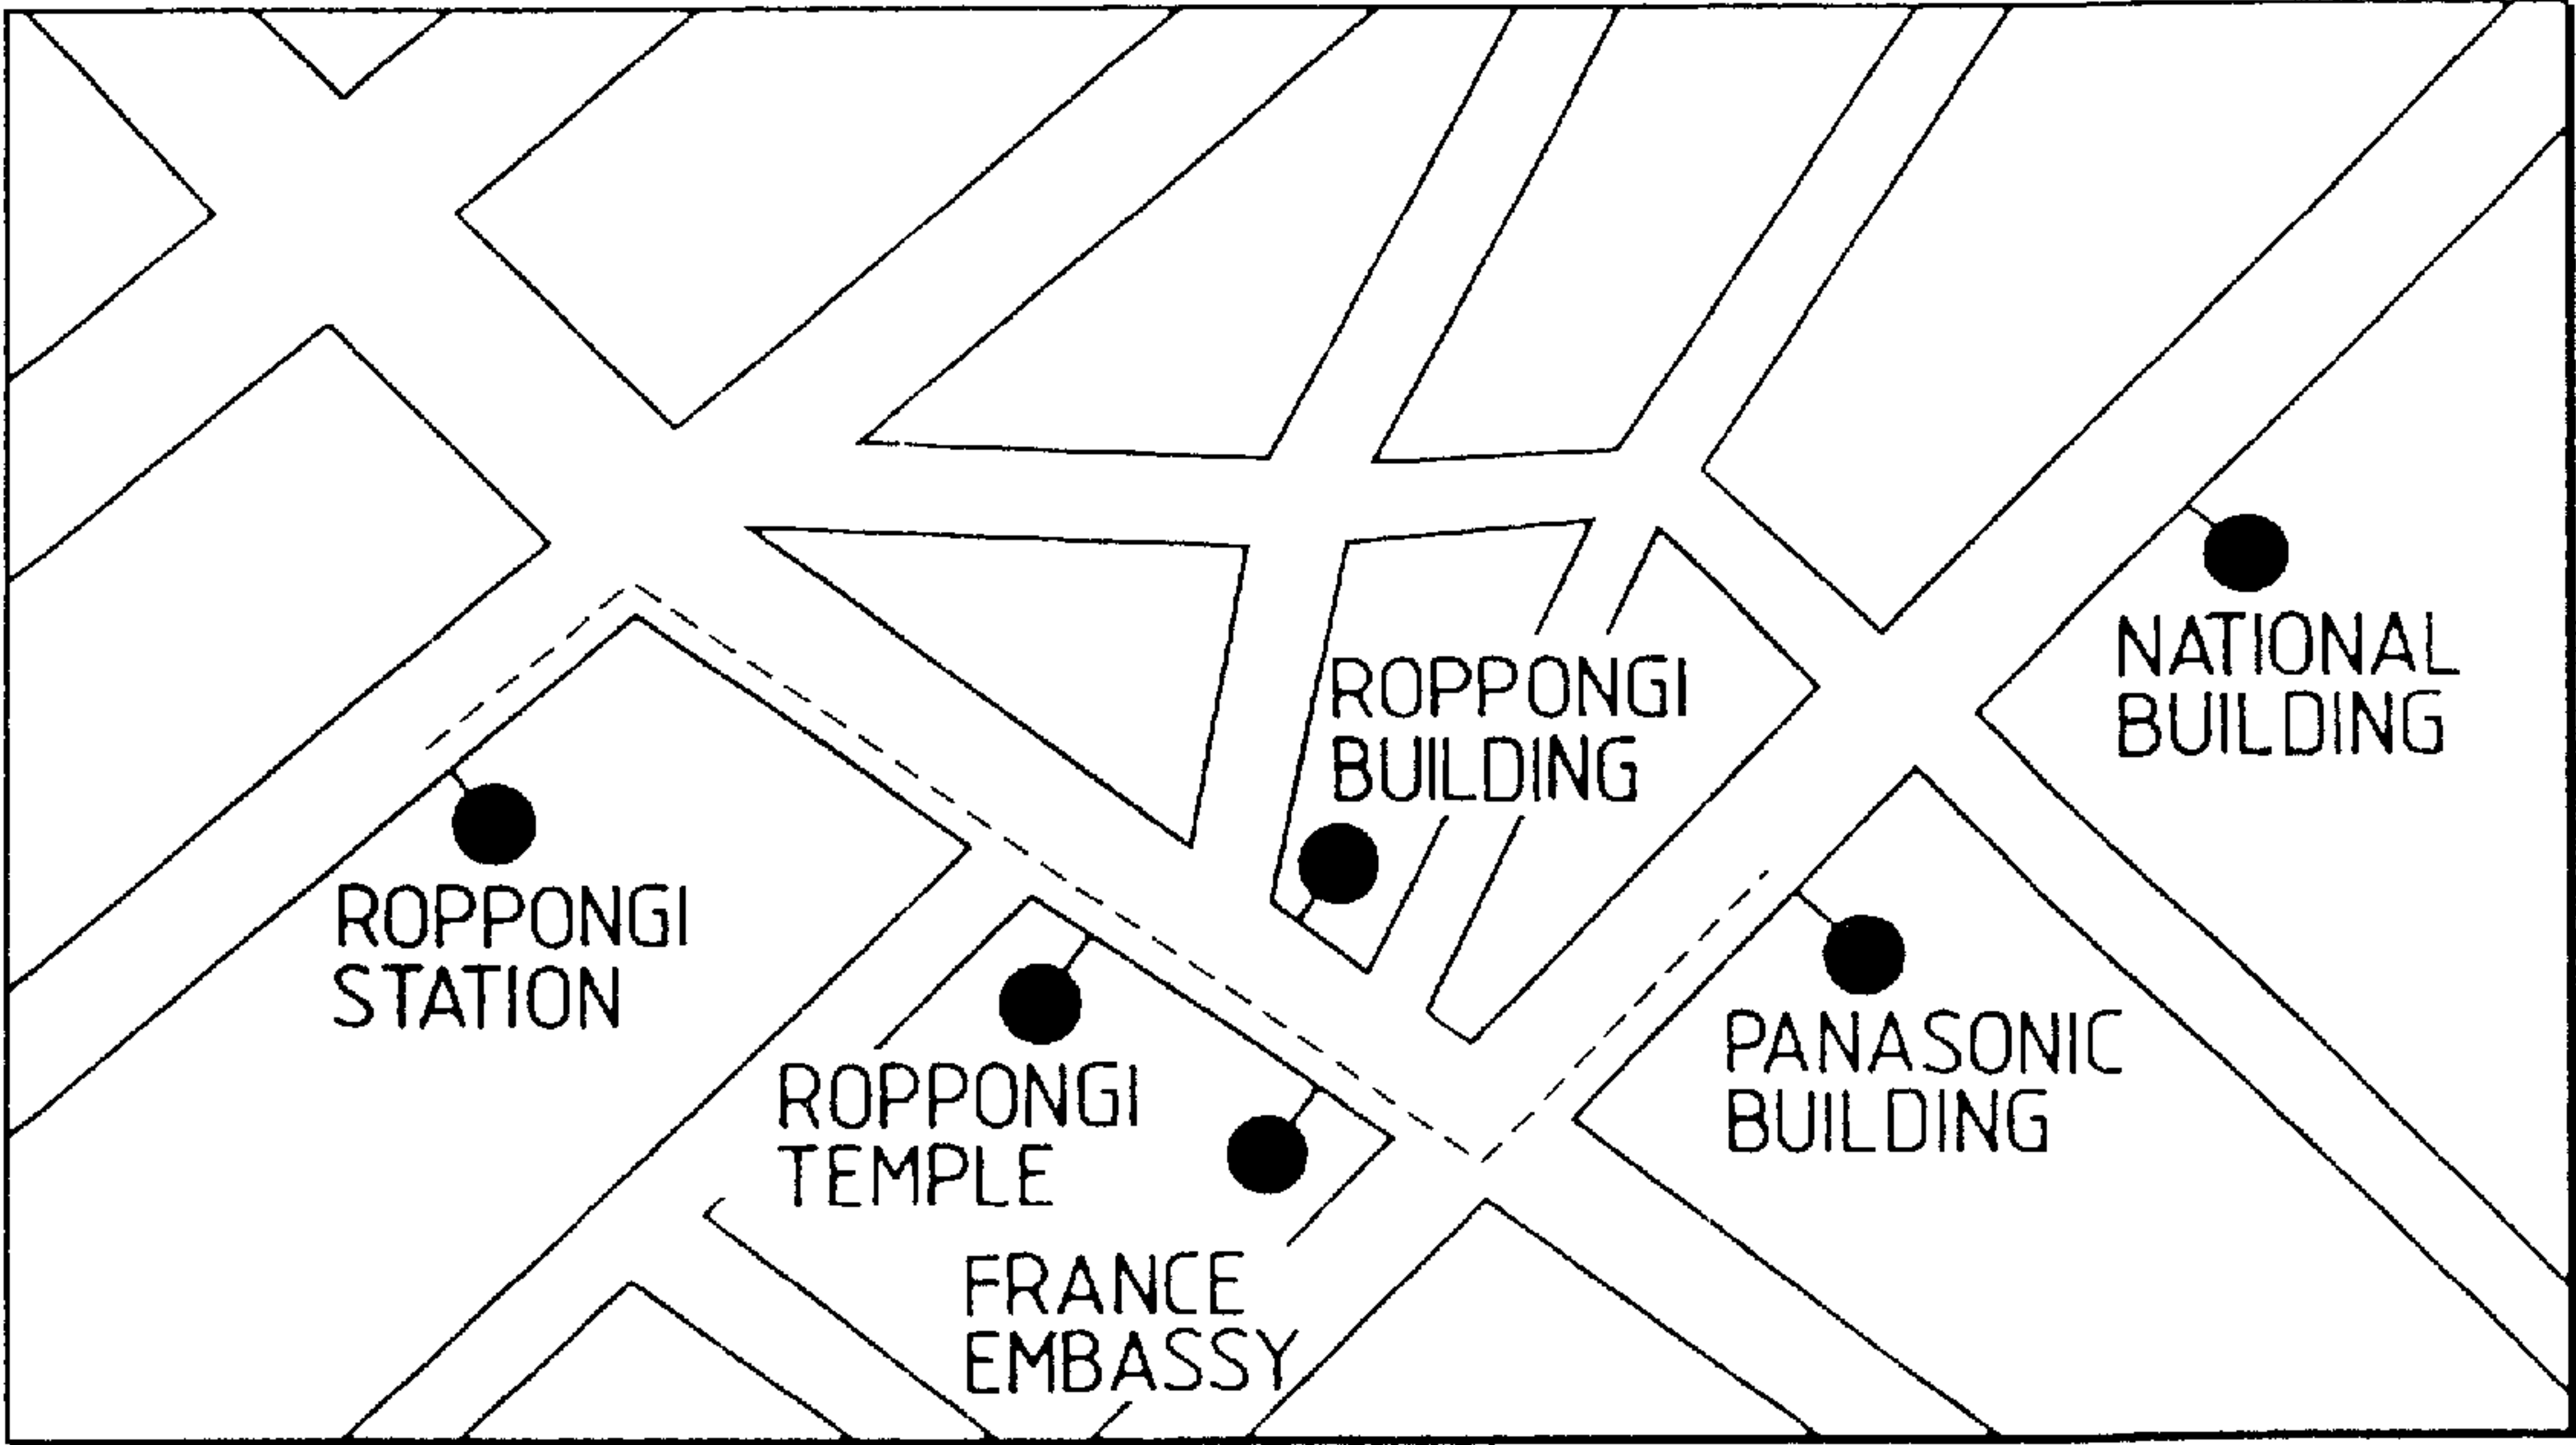 NATIONAL
BUILDING
ROPPONGI
BUILDING
ROPPONGI
STATION
PANASONIC
BUILDING
ROPPONGI
TEMPLE
FRANCE
EMBASSY